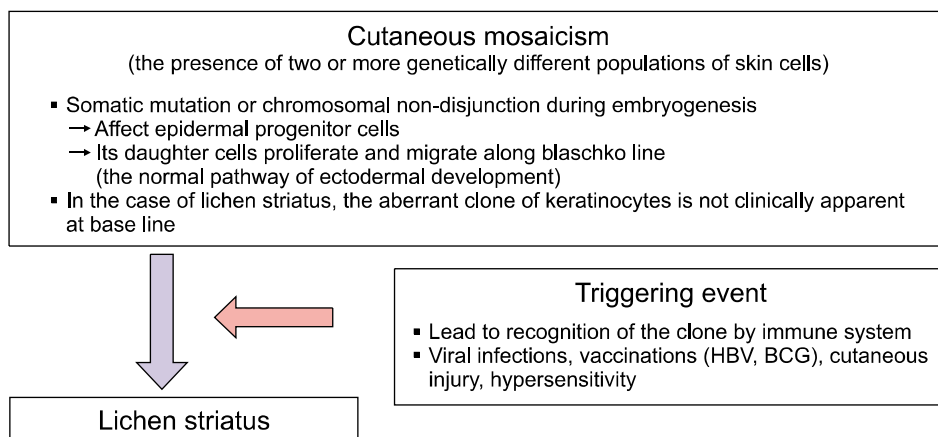 Cutaneous mosaicism
(the presence of two or more genetically different populations of skin cells)
▪ Somatic mutation or chromosomal non-disjunction during embryogenesis
→ Affect epidermal progenitor cells
→ Its daughter cells proliferate and migrate along blaschko line
(the normal pathway of ectodermal development)
▪ In the case of lichen striatus, the aberrant clone of keratinocytes is not clinically apparent
at base line
Triggering event
▪ Lead to recognition of the clone by immune system
▪ Viral infections, vaccinations (HBV, BCG), cutaneous
injury, hypersensitivity
Lichen striatus